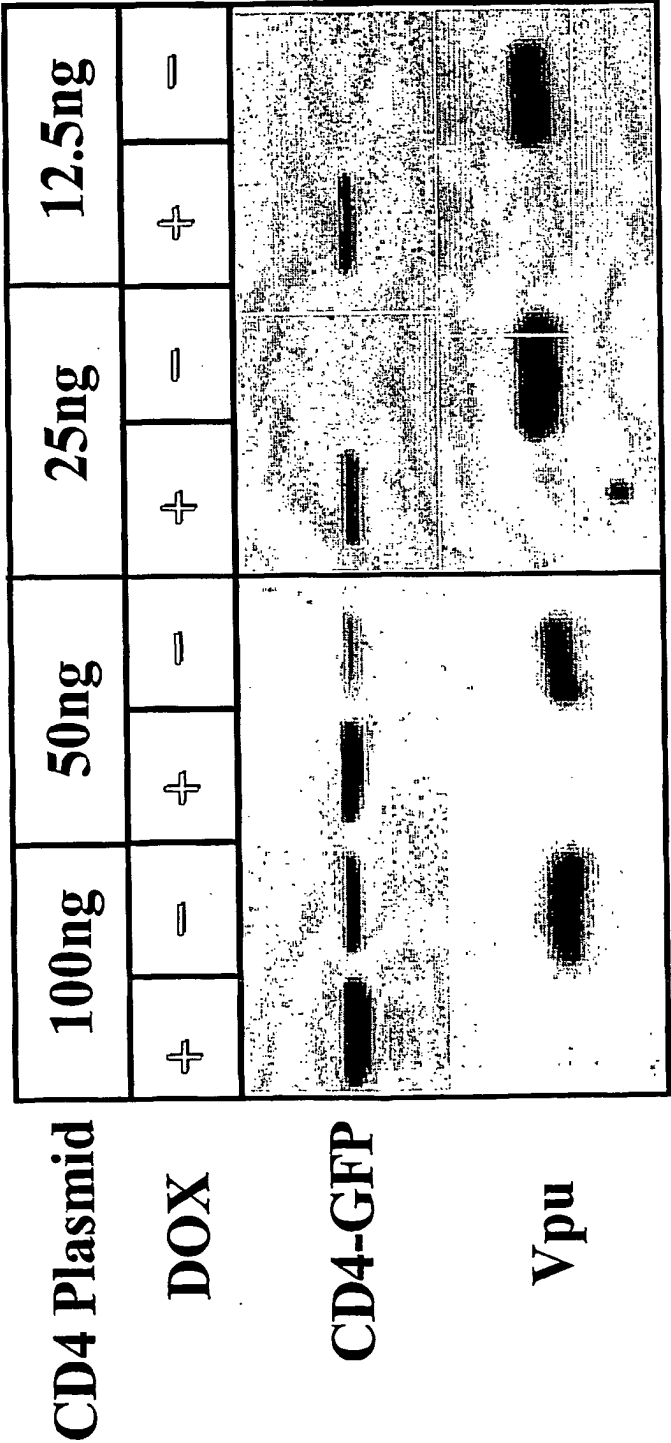 CD4 Plasmid 100ng 50ng 25ng 12.5ng
DOX + − + − + − + −
CD4-GFP
Vpu